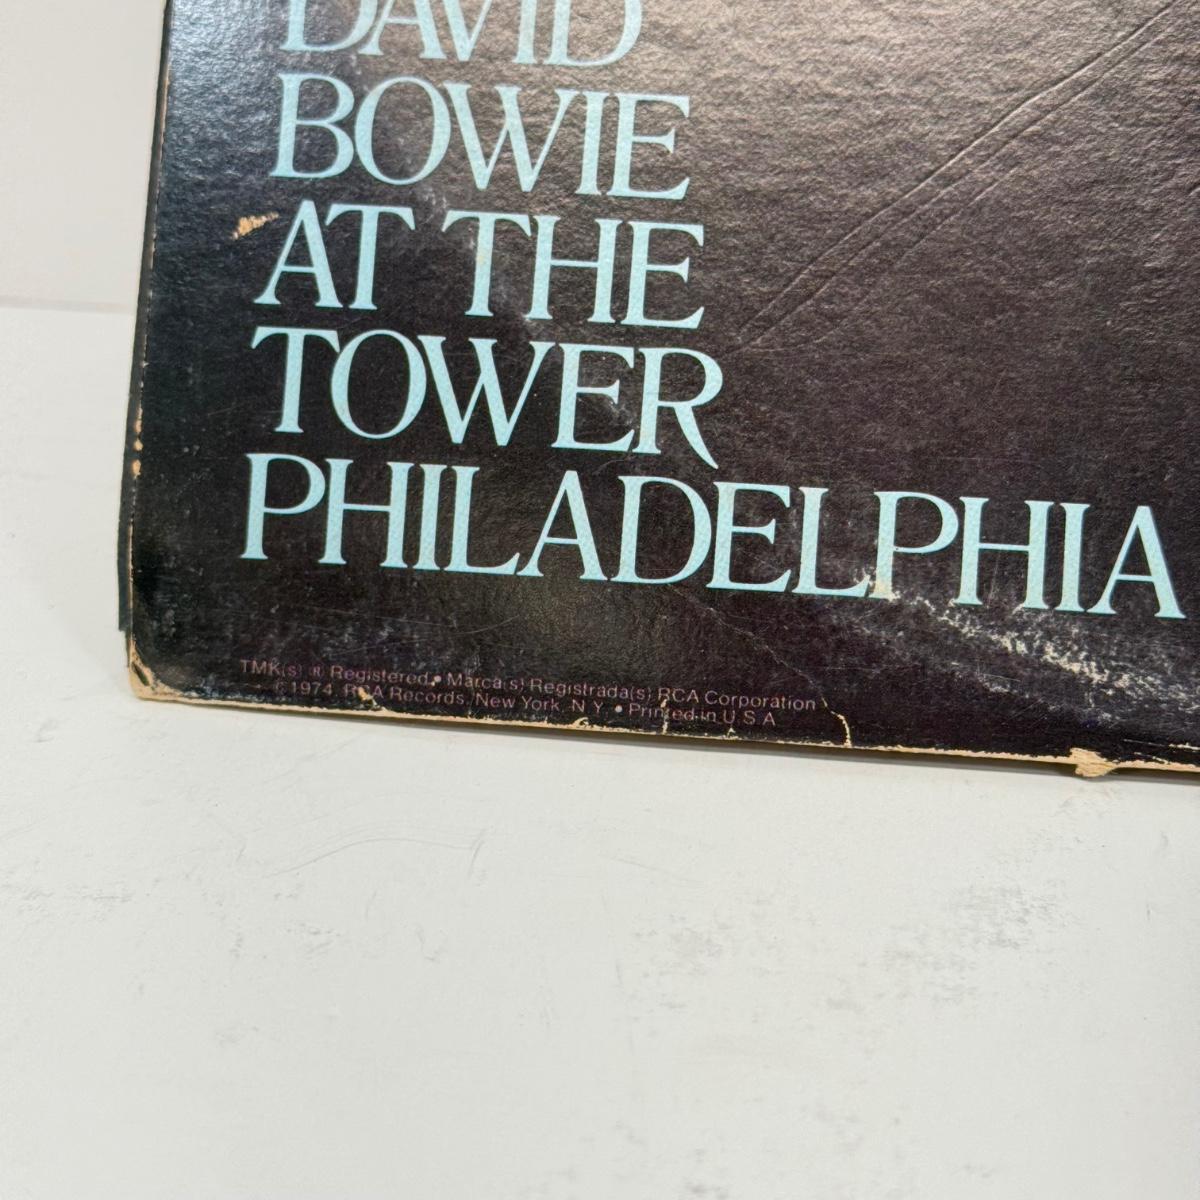 DAVID
BOWIE
AT THE
TOWER
PHILADELPHIA
TMK(s) ® Registered • Marca(s) Registrada(s) RCA Corporation
©1974, RCA Records, New York, N.Y. • Printed in U.S.A